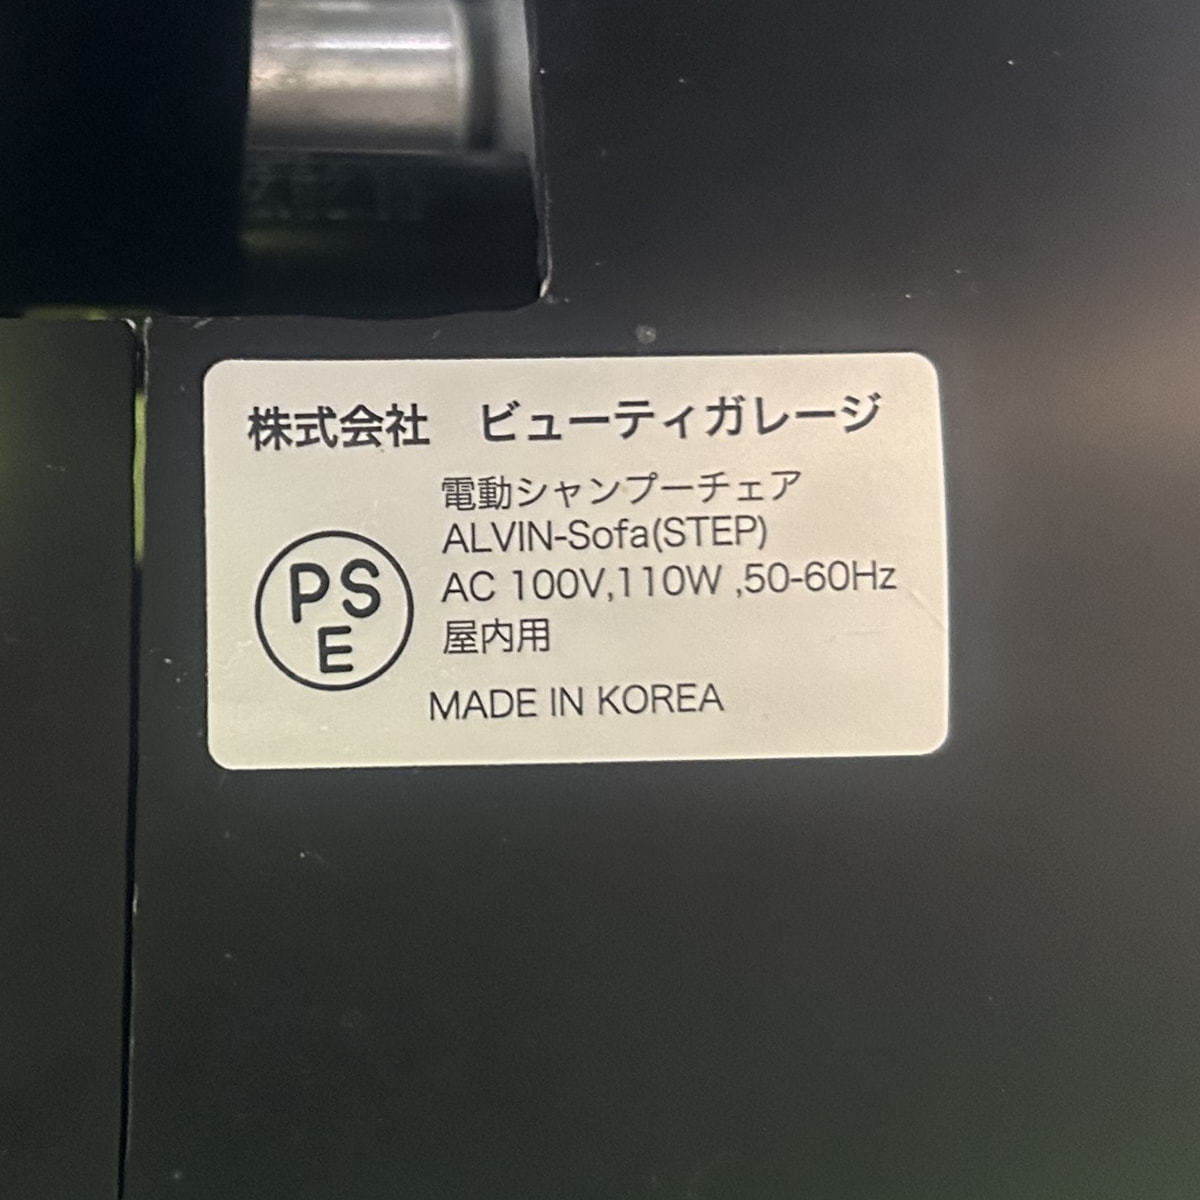 株式会社　ビューティガレージ
電動シャンプーチェア
ALVIN-Sofa(STEP)
AC 100V,110W ,50-60Hz
屋内用
PS
E
MADE IN KOREA